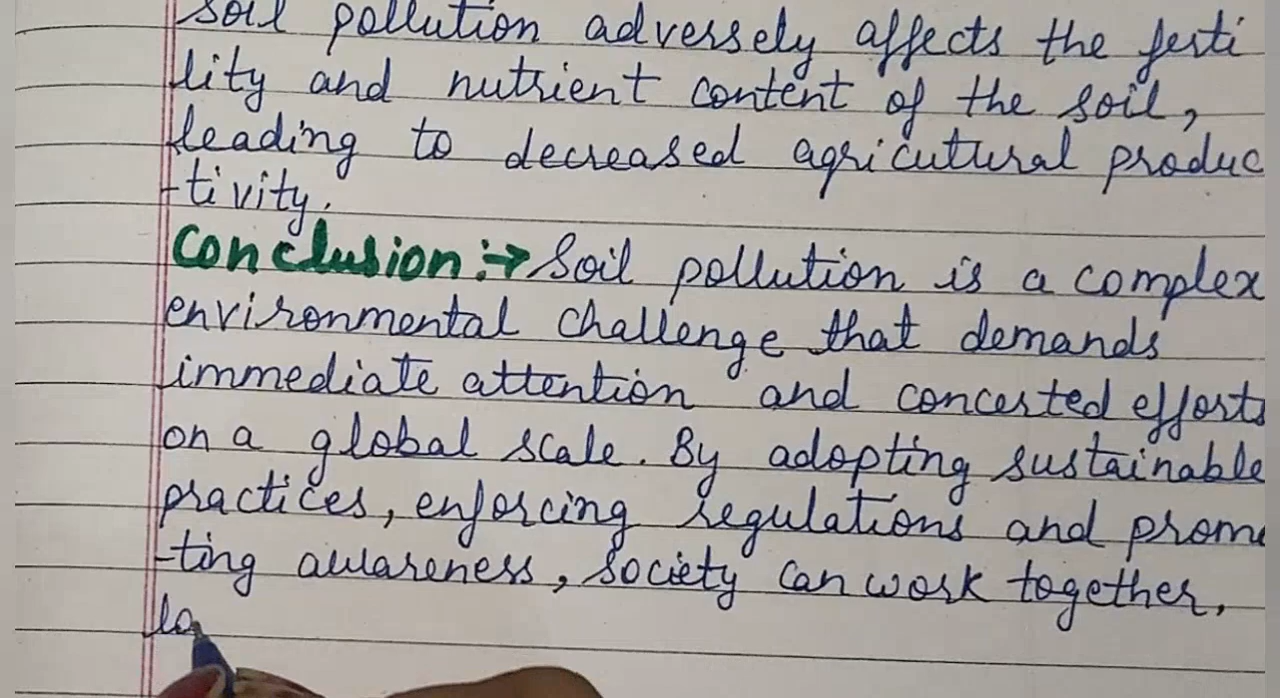 Soil pollution adversely affects the ferti
lity and nutrient content of the soil,
leading to decreased agricutural produc
-tivity.
Conclusion:→ Soil pollution is a complex
environmental challenge that demands
immediate attention and concerted efforts
on a global scale. By adopting sustainable
practices, enforcing regulations and promo
-ting awareness, society can work together.